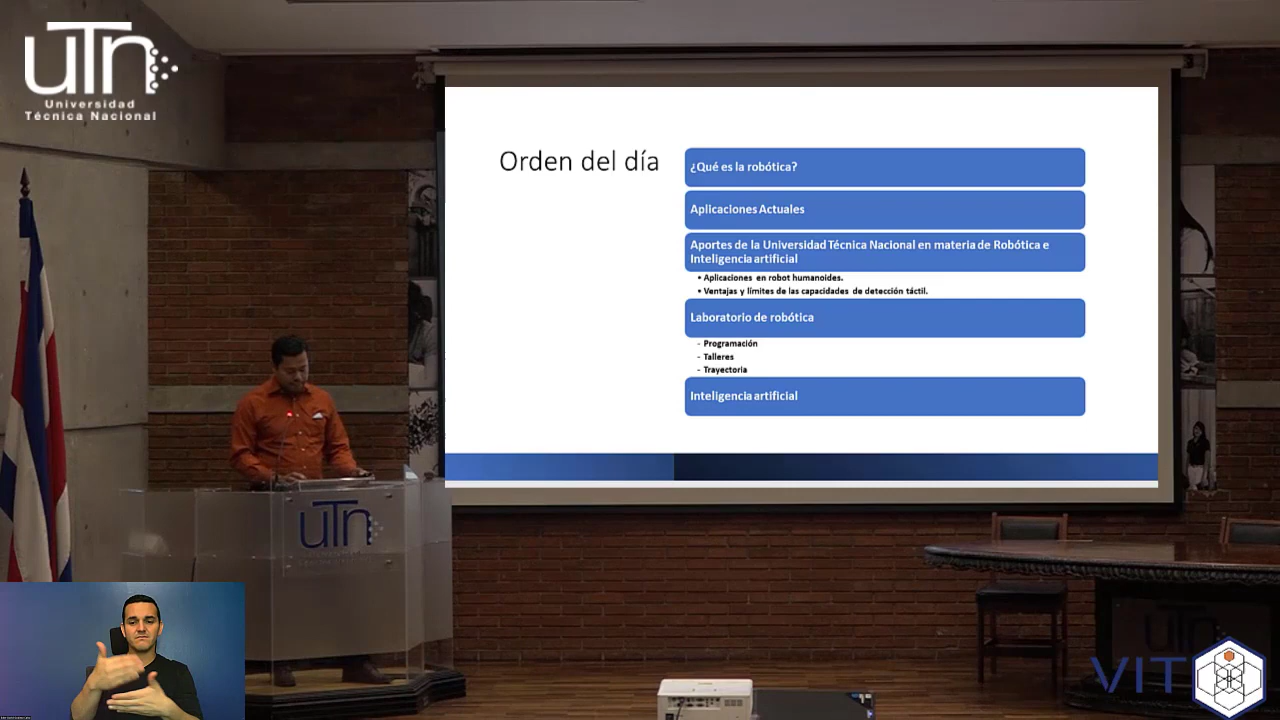 uTn
Universidad
Técnica Nacional
Orden del día
¿Qué es la robótica?
Aplicaciones Actuales
Aportes de la Universidad Técnica Nacional en materia de Robótica e
Inteligencia artificial
• Aplicaciones en robot humanoides.
• Ventajas y límites de las capacidades de detección táctil.
Laboratorio de robótica
- Programación
- Talleres
- Trayectoria
Inteligencia artificial
uTn
uTn
VIT